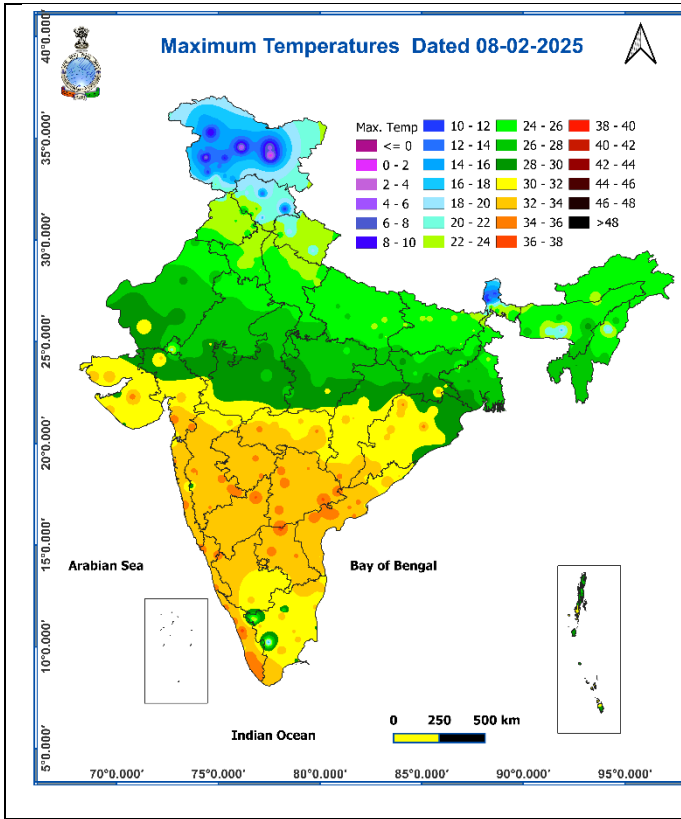 Maximum Temperatures Dated 08-02-2025
Max. Temp
<= 0
0 - 2
2 - 4
4 - 6
6 - 8
8 - 10
10 - 12
12 - 14
14 - 16
16 - 18
18 - 20
20 - 22
22 - 24
24 - 26
26 - 28
28 - 30
30 - 32
32 - 34
34 - 36
36 - 38
38 - 40
40 - 42
42 - 44
44 - 46
46 - 48
>48
40°0.000'
35°0.000'
30°0.000'
25°0.000'
20°0.000'
15°0.000'
10°0.000'
5°0.000'
Arabian Sea
Bay of Bengal
Indian Ocean
0 250 500 km
70°0.000' 75°0.000' 80°0.000' 85°0.000' 90°0.000' 95°0.000'